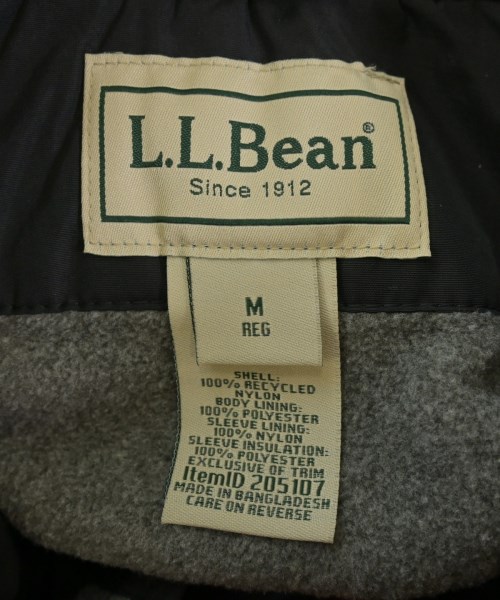 L.L.Bean®
Since 1912
M
REG
SHELL:
100% RECYCLED
NYLON
BODY LINING:
100% POLYESTER
SLEEVE LINING:
100% NYLON
SLEEVE INSULATION:
100% POLYESTER
EXCLUSIVE OF TRIM
ItemID 205107
MADE IN BANGLADESH
CARE ON REVERSE